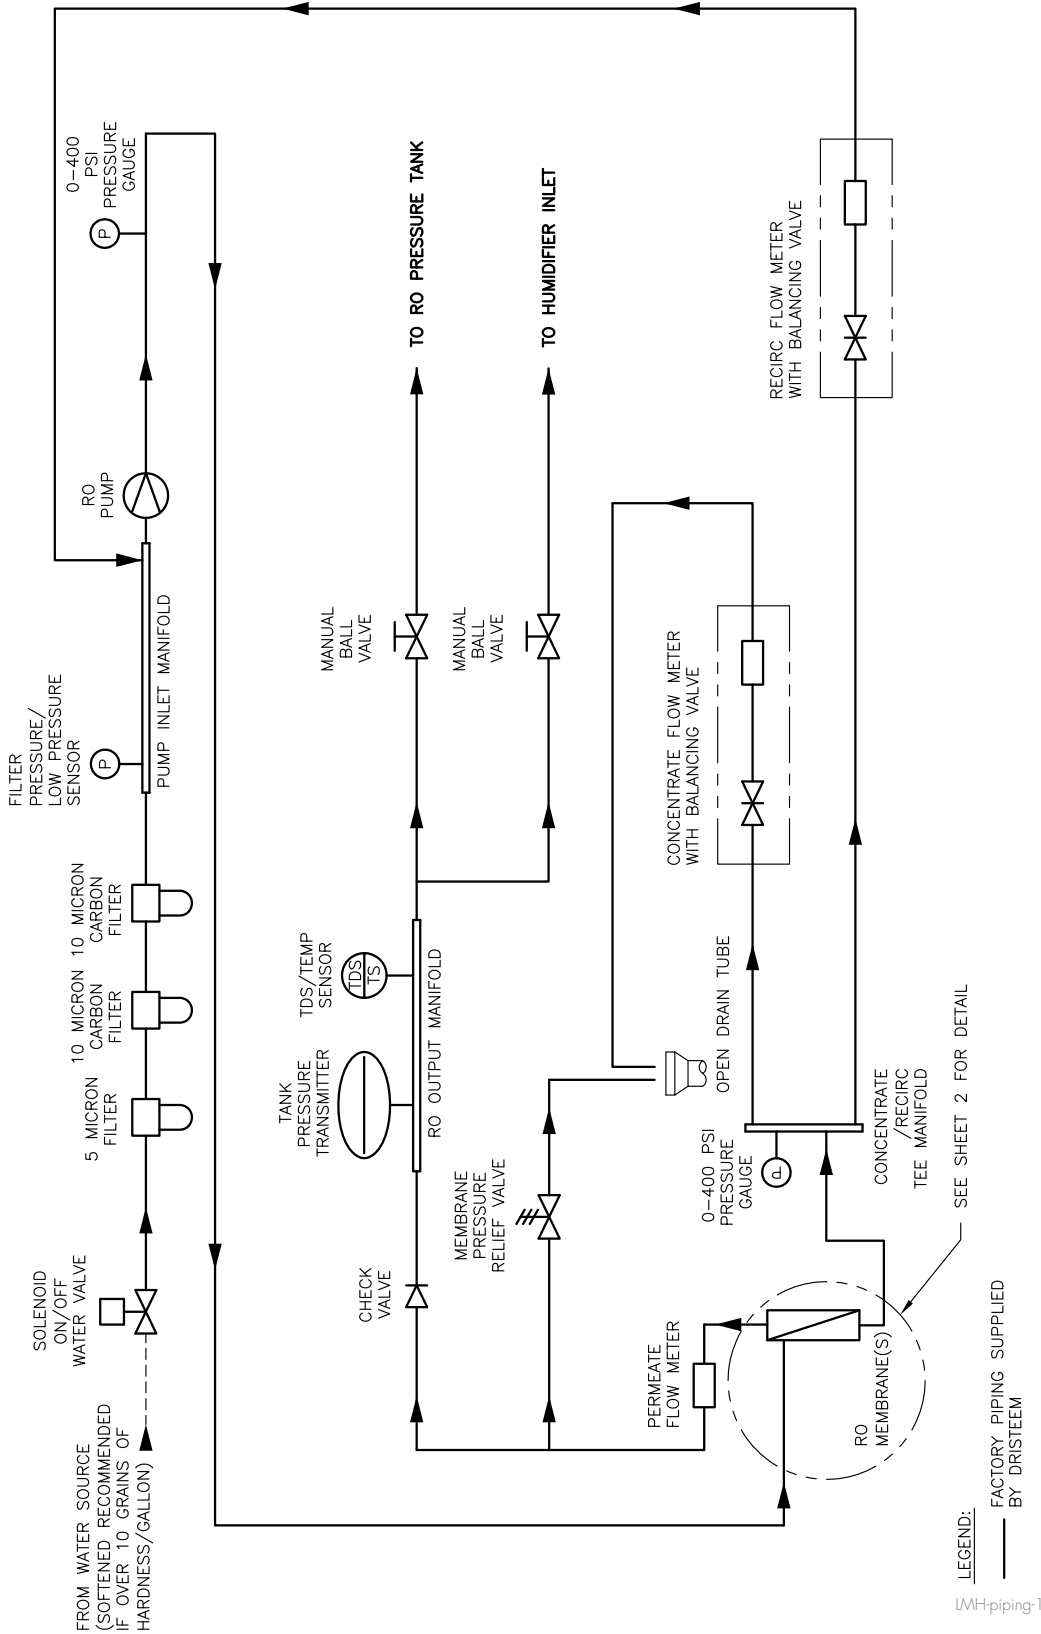 FROM WATER SOURCE
(SOFTENED RECOMMENDED
IF OVER 10 GRAINS OF
HARDNESS/GALLON)
SOLENOID
ON/OFF
WATER VALVE
5 MICRON
FILTER
10 MICRON
CARBON
FILTER
10 MICRON
CARBON
FILTER
FILTER
PRESSURE/
LOW PRESSURE
SENSOR
P
PUMP INLET MANIFOLD
RO
PUMP
0-400
PSI
PRESSURE
GAUGE
P
TANK
PRESSURE
TRANSMITTER
TDS/TEMP
SENSOR
TDS
TS
RO OUTPUT MANIFOLD
CHECK
VALVE
MANUAL
BALL
VALVE
TO RO PRESSURE TANK
MEMBRANE
PRESSURE
RELIEF VALVE
MANUAL
BALL
VALVE
TO HUMIDIFIER INLET
PERMEATE
FLOW METER
OPEN DRAIN TUBE
CONCENTRATE FLOW METER
WITH BALANCING VALVE
0-400 PSI
PRESSURE
GAUGE
P
RECIRC FLOW METER
WITH BALANCING VALVE
RO
MEMBRANE(S)
CONCENTRATE
/RECIRC
TEE MANIFOLD
SEE SHEET 2 FOR DETAIL
LEGEND:
FACTORY PIPING SUPPLIED
BY DRISTEEM
LMH-piping-1